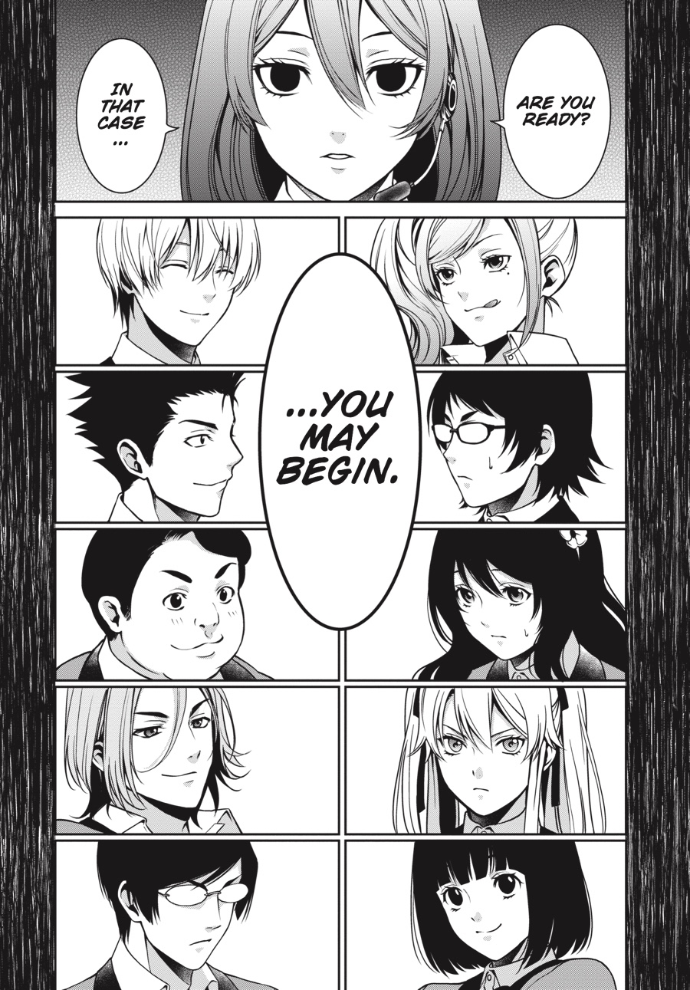 IN
THAT
CASE
...
ARE YOU
READY?
...YOU
MAY
BEGIN.